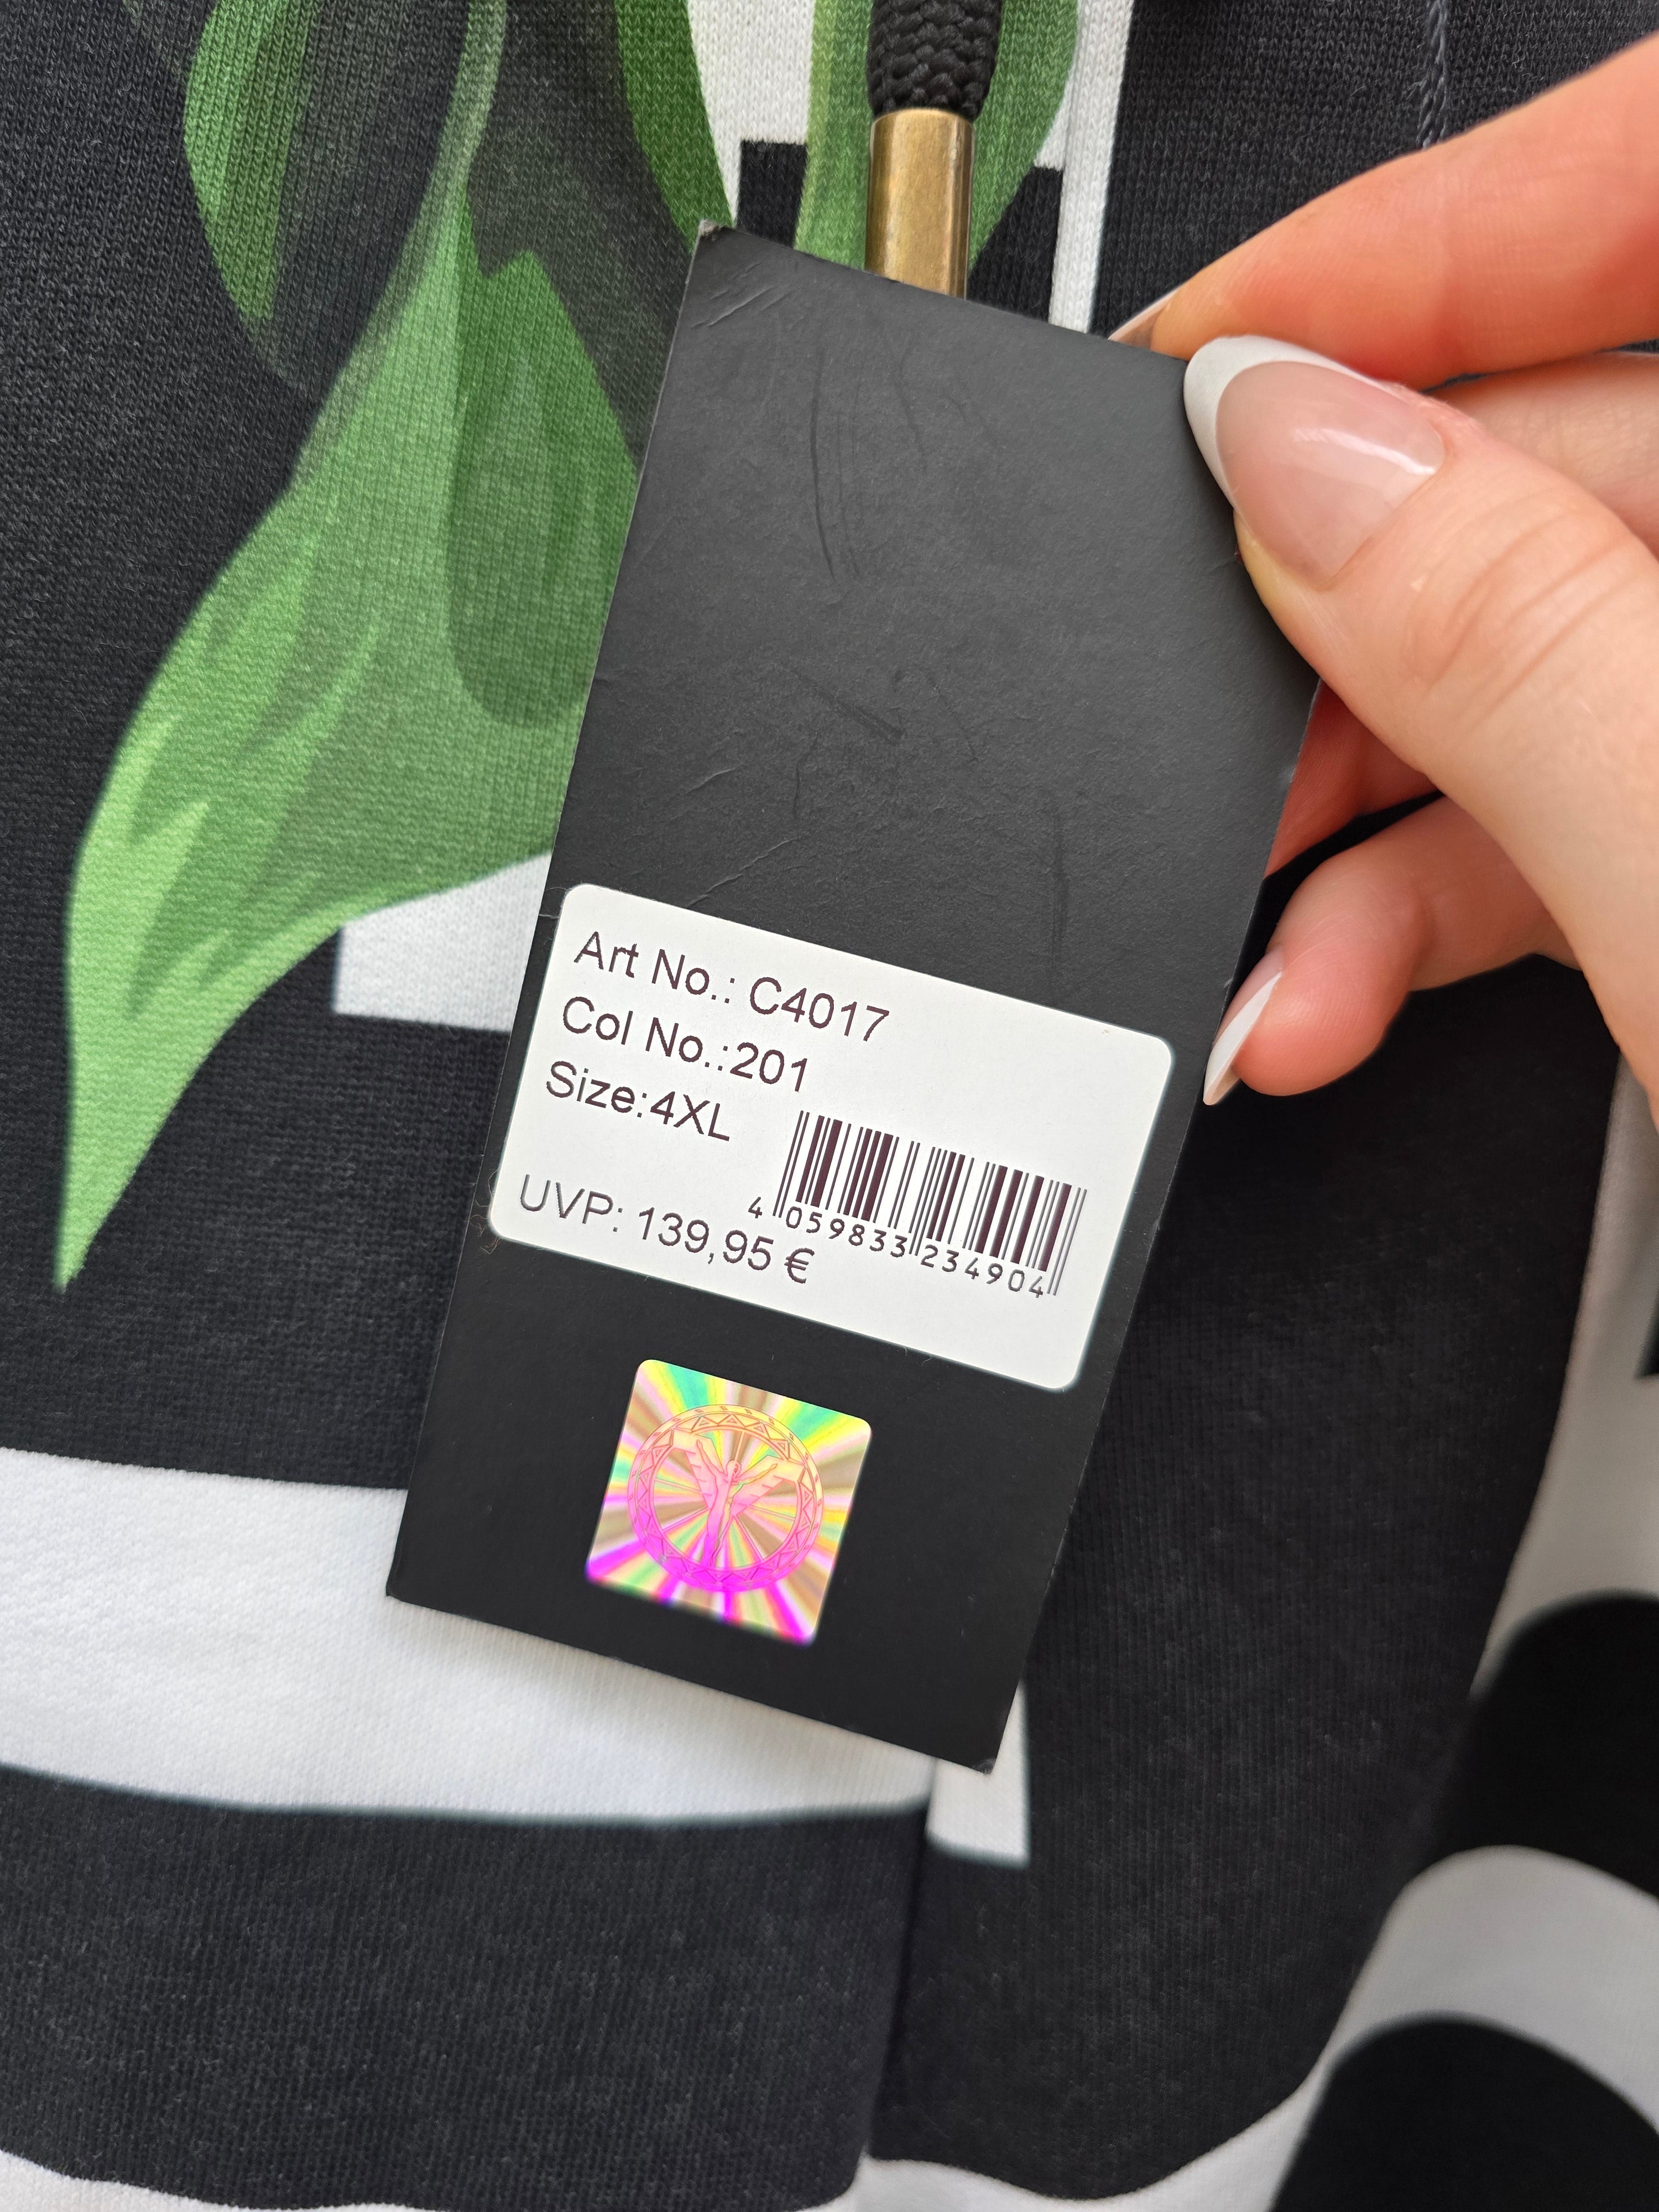 Art No.: C4017
Col No.:201
Size:4XL
4 059833 234904
UVP: 139,95 €